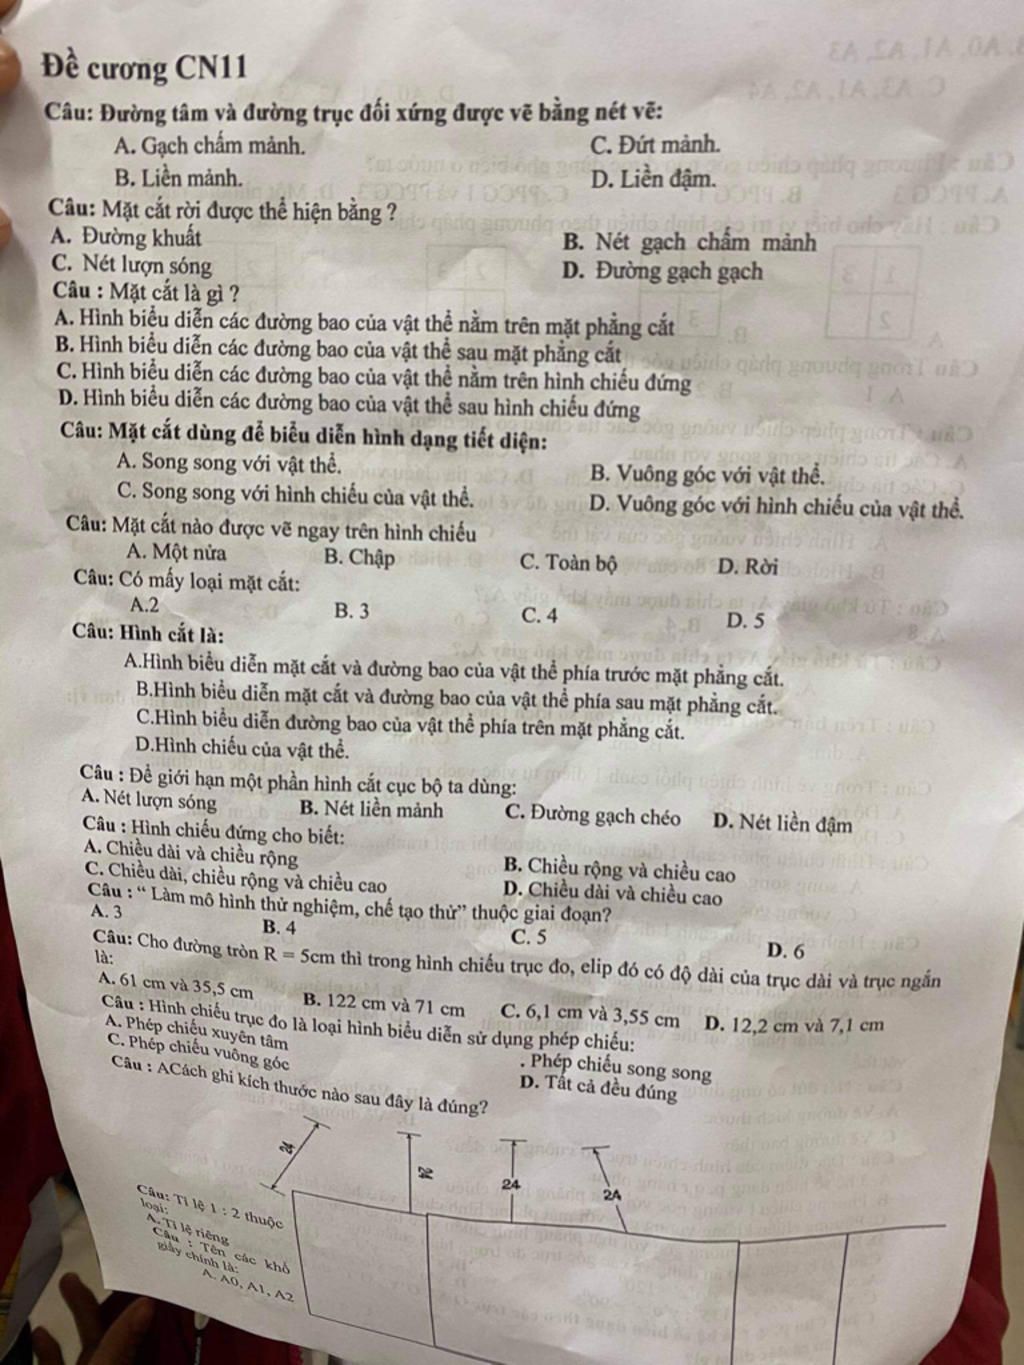 Đề cương CN11
Câu: Đường tâm và đường trục đối xứng được vẽ bằng nét vẽ:
A. Gạch chấm mảnh. C. Đứt mảnh.
B. Liền mảnh. D. Liền đậm.
Câu: Mặt cắt rời được thể hiện bằng ?
A. Đường khuất B. Nét gạch chấm mảnh
C. Nét lượn sóng D. Đường gạch gạch
Câu : Mặt cắt là gì ?
A. Hình biểu diễn các đường bao của vật thể nằm trên mặt phẳng cắt
B. Hình biểu diễn các đường bao của vật thể sau mặt phẳng cắt
C. Hình biểu diễn các đường bao của vật thể nằm trên hình chiếu đứng
D. Hình biểu diễn các đường bao của vật thể sau hình chiếu đứng
Câu: Mặt cắt dùng để biểu diễn hình dạng tiết diện:
A. Song song với vật thể. B. Vuông góc với vật thể.
C. Song song với hình chiếu của vật thể. D. Vuông góc với hình chiếu của vật thể.
Câu: Mặt cắt nào được vẽ ngay trên hình chiếu
A. Một nửa B. Chập C. Toàn bộ D. Rời
Câu: Có mấy loại mặt cắt:
A.2 B. 3 C. 4 D. 5
Câu: Hình cắt là:
A.Hình biểu diễn mặt cắt và đường bao của vật thể phía trước mặt phẳng cắt.
B.Hình biểu diễn mặt cắt và đường bao của vật thể phía sau mặt phẳng cắt.
C.Hình biểu diễn đường bao của vật thể phía trên mặt phẳng cắt.
D.Hình chiếu của vật thể.
Câu : Để giới hạn một phần hình cắt cục bộ ta dùng:
A. Nét lượn sóng B. Nét liền mảnh C. Đường gạch chéo D. Nét liền đậm
Câu : Hình chiếu đứng cho biết:
A. Chiều dài và chiều rộng B. Chiều rộng và chiều cao
C. Chiều dài, chiều rộng và chiều cao D. Chiều dài và chiều cao
Câu : “ Làm mô hình thử nghiệm, chế tạo thử” thuộc giai đoạn?
A. 3 B. 4 C. 5 D. 6
Câu: Cho đường tròn R = 5cm thì trong hình chiếu trục đo, elip đó có độ dài của trục dài và trục ngắn
là:
A. 61 cm và 35,5 cm B. 122 cm và 71 cm C. 6,1 cm và 3,55 cm D. 12,2 cm và 7,1 cm
Câu : Hình chiếu trục đo là loại hình biểu diễn sử dụng phép chiếu:
A. Phép chiếu xuyên tâm . Phép chiếu song song
C. Phép chiếu vuông góc D. Tất cả đều đúng
Câu : ACách ghi kích thước nào sau đây là đúng?
24 24 24 24
Câu: Tỉ lệ 1 : 2 thuộc
loại:
A.Tỉ lệ riêng
Câu : Tên các khổ
giấy chính là:
A. A0, A1, A2